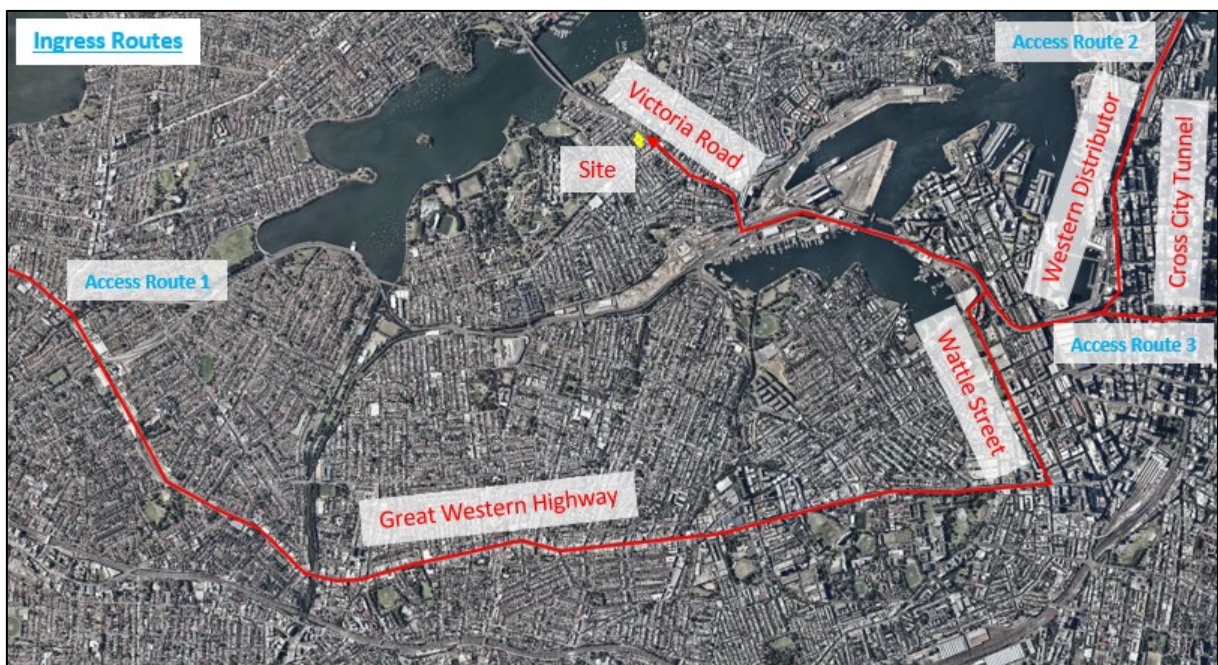 Ingress Routes
Access Route 2
Victoria Road
Site
Western Distributor
Cross City Tunnel
Access Route 1
Access Route 3
Wattle Street
Great Western Highway